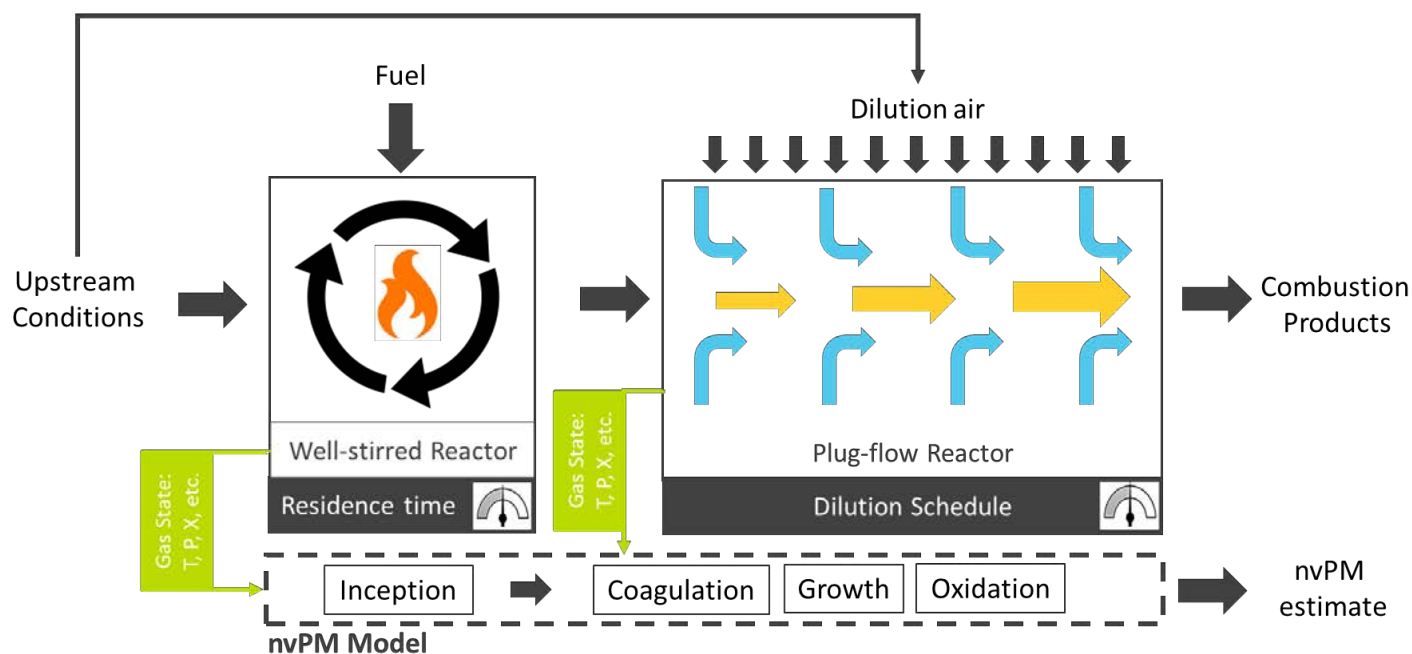 Fuel
Dilution air
Upstream
Conditions
Combustion
Products
Well-stirred Reactor
Residence time
Plug-flow Reactor
Dilution Schedule
Gas State:
T, P, X, etc.
Gas State:
T, P, X, etc.
Inception
Coagulation
Growth
Oxidation
nvPM Model
nvPM
estimate